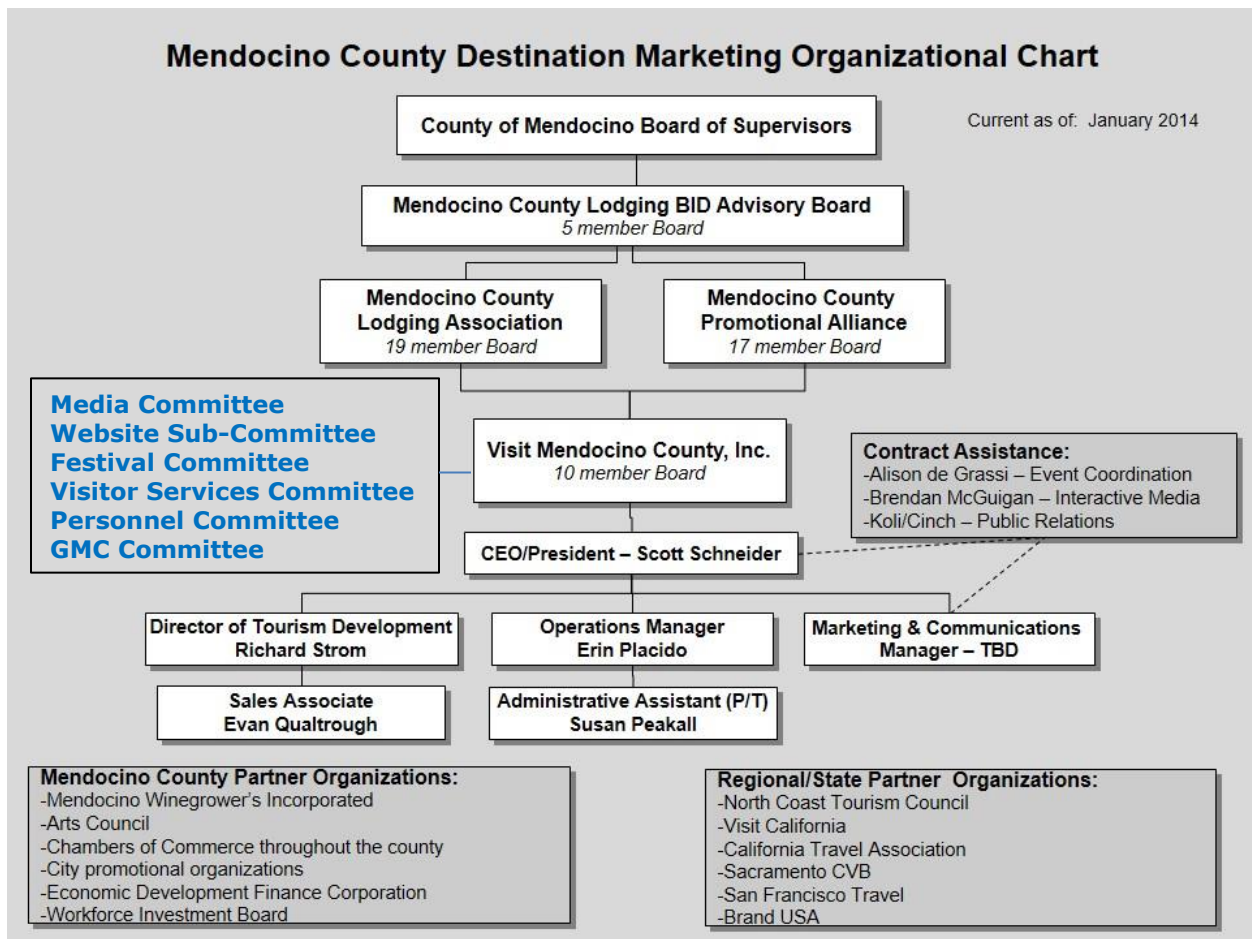 Mendocino County Destination Marketing Organizational Chart
Current as of: January 2014
County of Mendocino Board of Supervisors
Mendocino County Lodging BID Advisory Board
5 member Board
Mendocino County
Lodging Association
19 member Board
Mendocino County
Promotional Alliance
17 member Board
Media Committee
Website Sub-Committee
Festival Committee
Visitor Services Committee
Personnel Committee
GMC Committee
Visit Mendocino County, Inc.
10 member Board
Contract Assistance:
-Alison de Grassi – Event Coordination
-Brendan McGuigan – Interactive Media
-Koli/Cinch – Public Relations
CEO/President – Scott Schneider
Director of Tourism Development
Richard Strom
Operations Manager
Erin Placido
Marketing & Communications
Manager – TBD
Sales Associate
Evan Qualtrough
Administrative Assistant (P/T)
Susan Peakall
Mendocino County Partner Organizations:
-Mendocino Winegrower's Incorporated
-Arts Council
-Chambers of Commerce throughout the county
-City promotional organizations
-Economic Development Finance Corporation
-Workforce Investment Board
Regional/State Partner Organizations:
-North Coast Tourism Council
-Visit California
-California Travel Association
-Sacramento CVB
-San Francisco Travel
-Brand USA